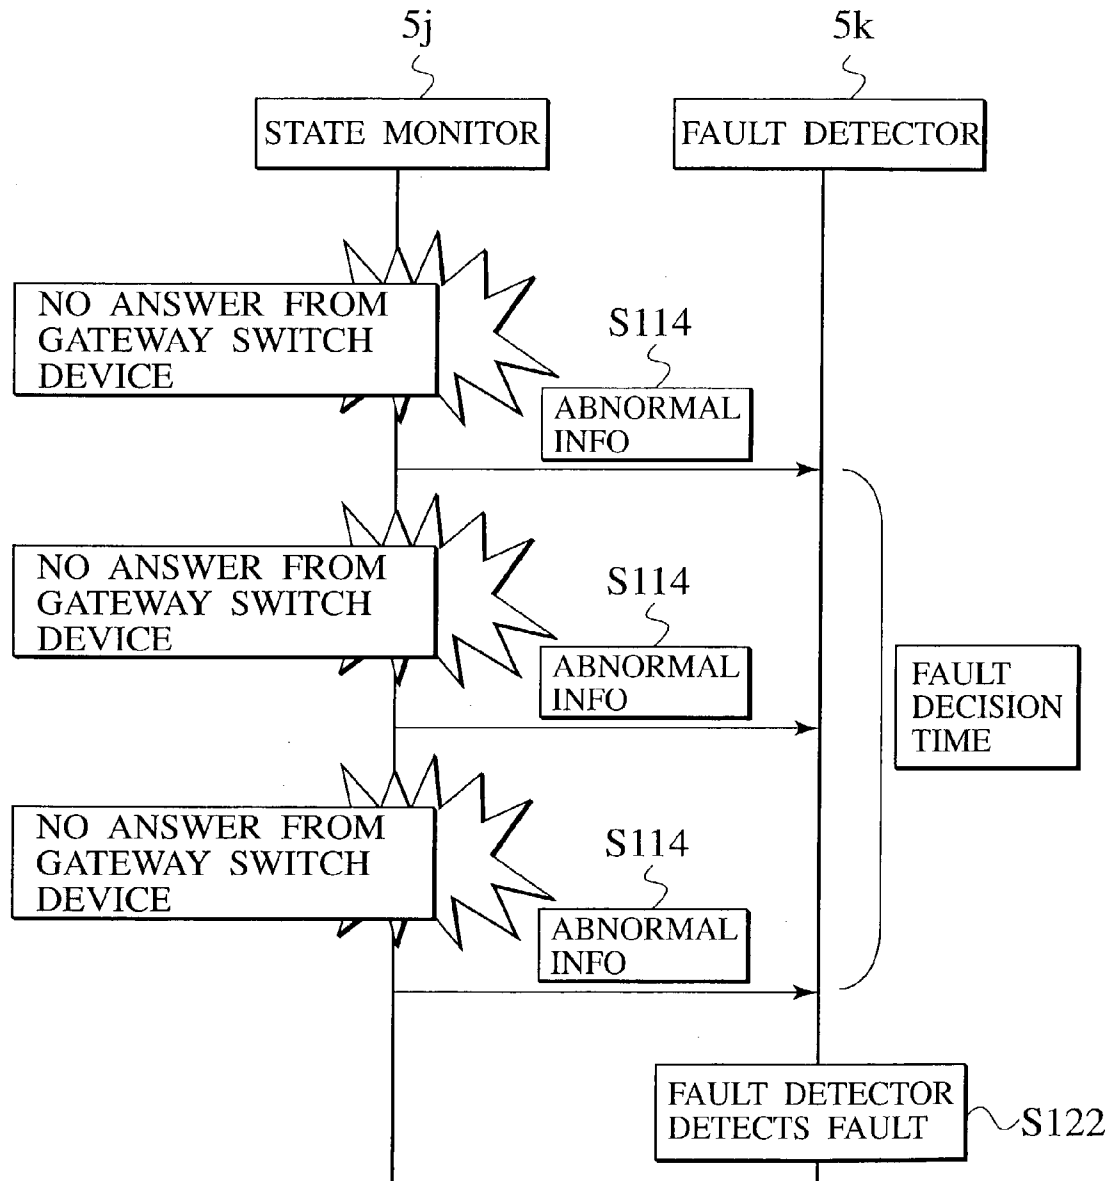 5j
5k
STATE MONITOR
FAULT DETECTOR
NO ANSWER FROM
GATEWAY SWITCH
DEVICE
S114
ABNORMAL
INFO
NO ANSWER FROM
GATEWAY SWITCH
DEVICE
S114
ABNORMAL
INFO
FAULT
DECISION
TIME
NO ANSWER FROM
GATEWAY SWITCH
DEVICE
S114
ABNORMAL
INFO
FAULT DETECTOR
DETECTS FAULT
S122